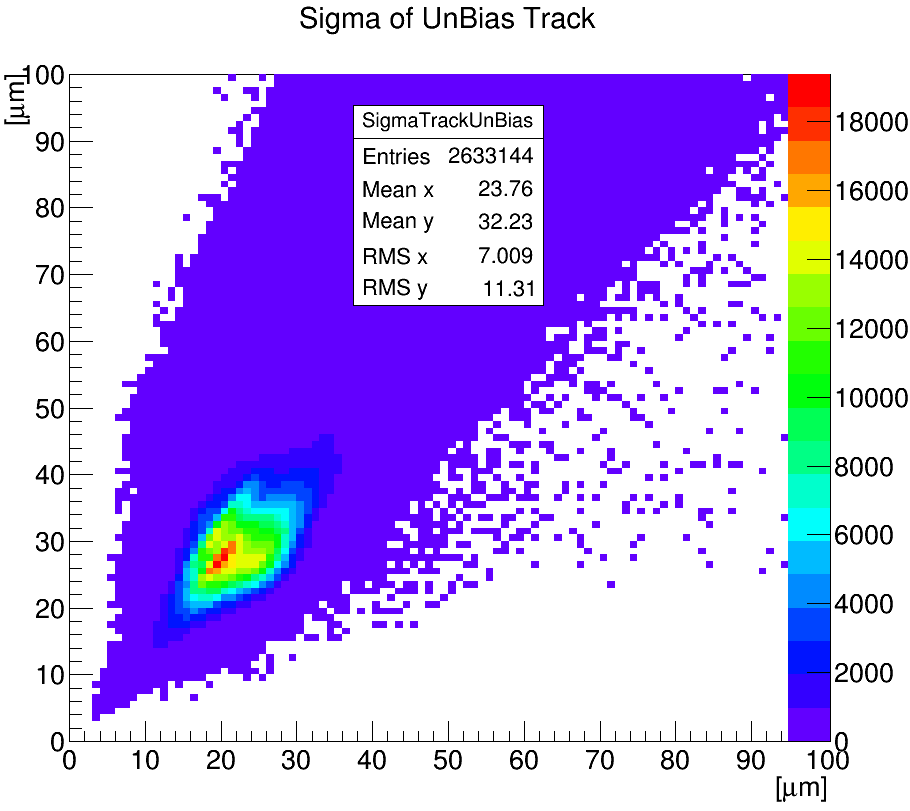 Sigma of UnBias Track
[μm]
100
90
80
70
60
50
40
30
20
10
0
SigmaTrackUnBias
Entries 2633144
Mean x 23.76
Mean y 32.23
RMS x 7.009
RMS y 11.31
18000
16000
14000
12000
10000
8000
6000
4000
2000
0
0 10 20 30 40 50 60 70 80 90 100
[μm]